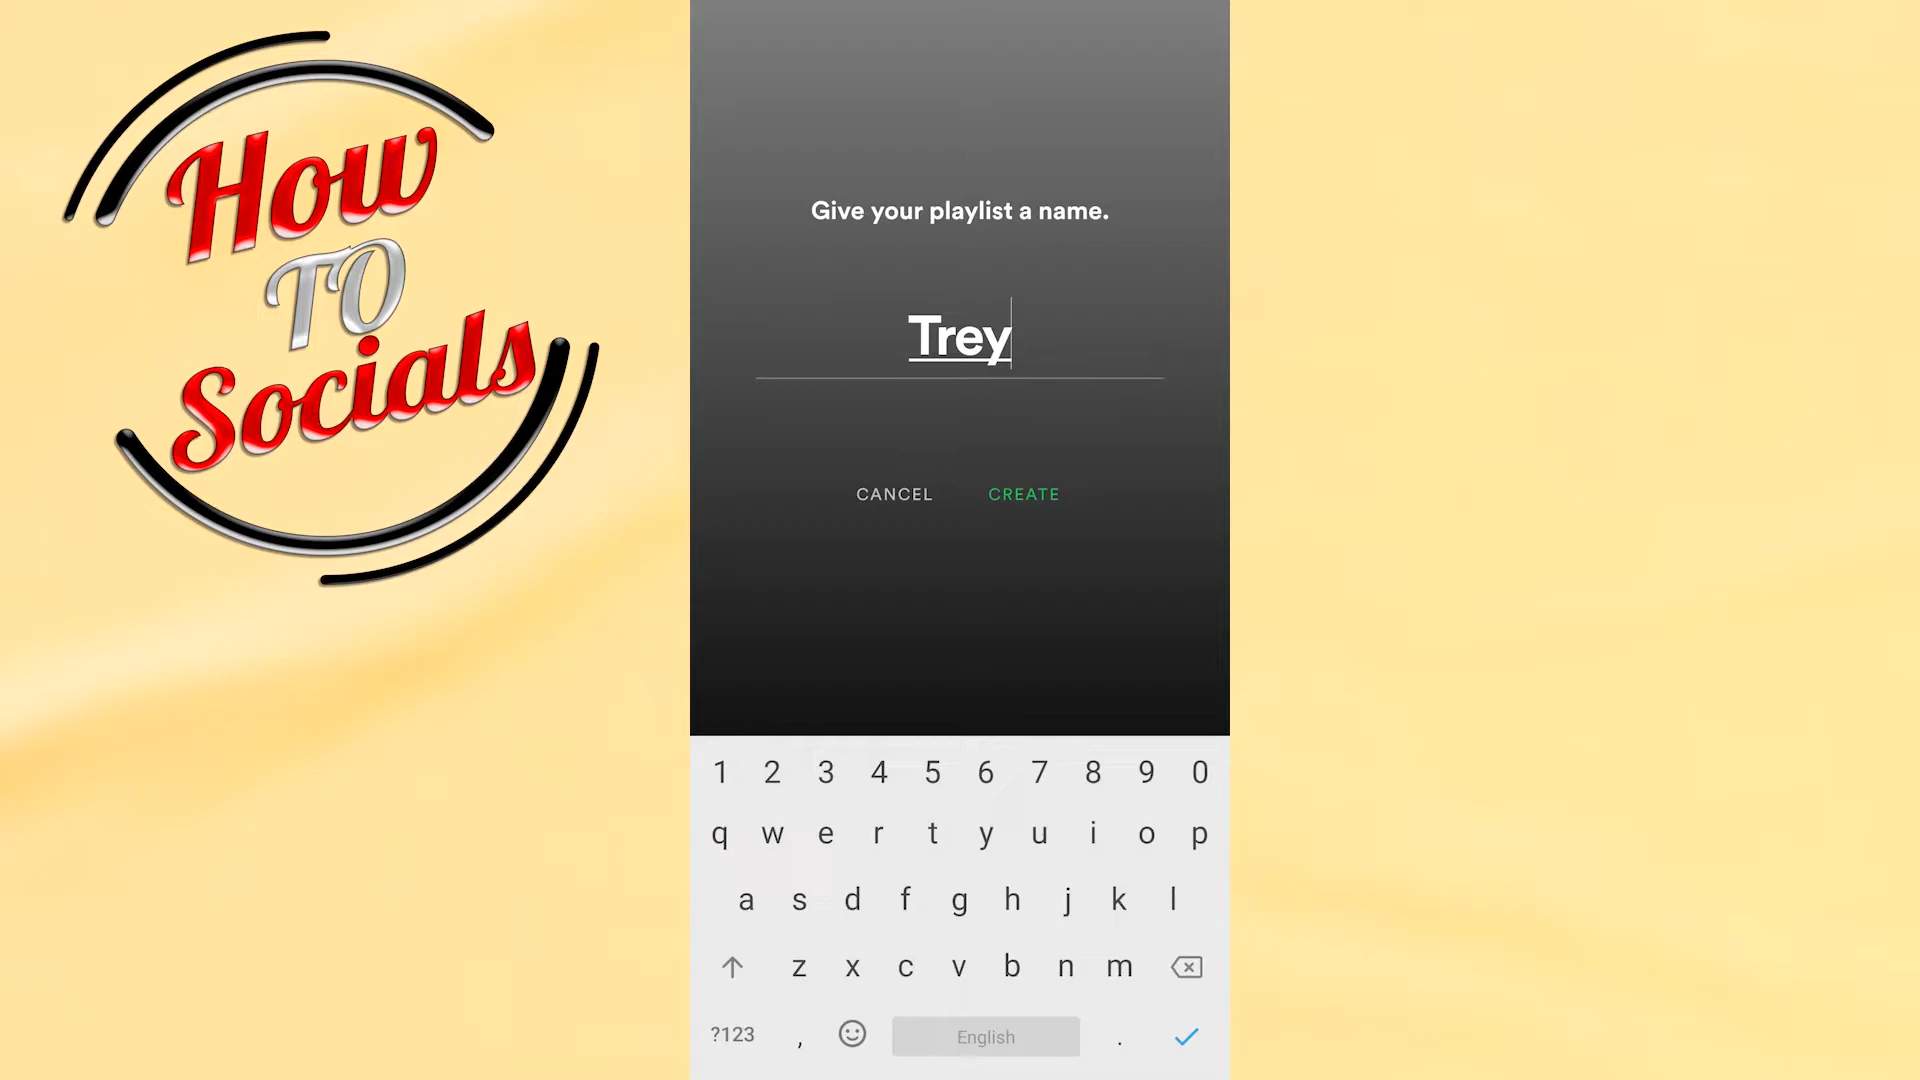 How
TO
Socials
Give your playlist a name.
Trey
CANCEL CREATE
1 2 3 4 5 6 7 8 9 0
q w e r t y u i o p
a s d f g h j k l
z x c v b n m
?123 , English .